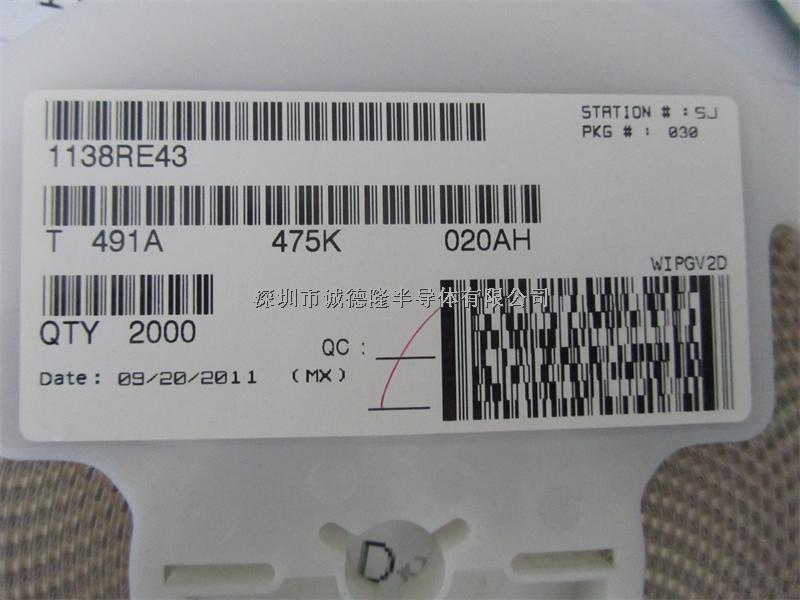 STATION # : SJ
PKG # : 030
1138RE43
T 491A 475K 020AH
WIPGV2D
深圳市诚德隆半导体有限公司
QTY 2000
QC :
Date: 09/20/2011 (MX)